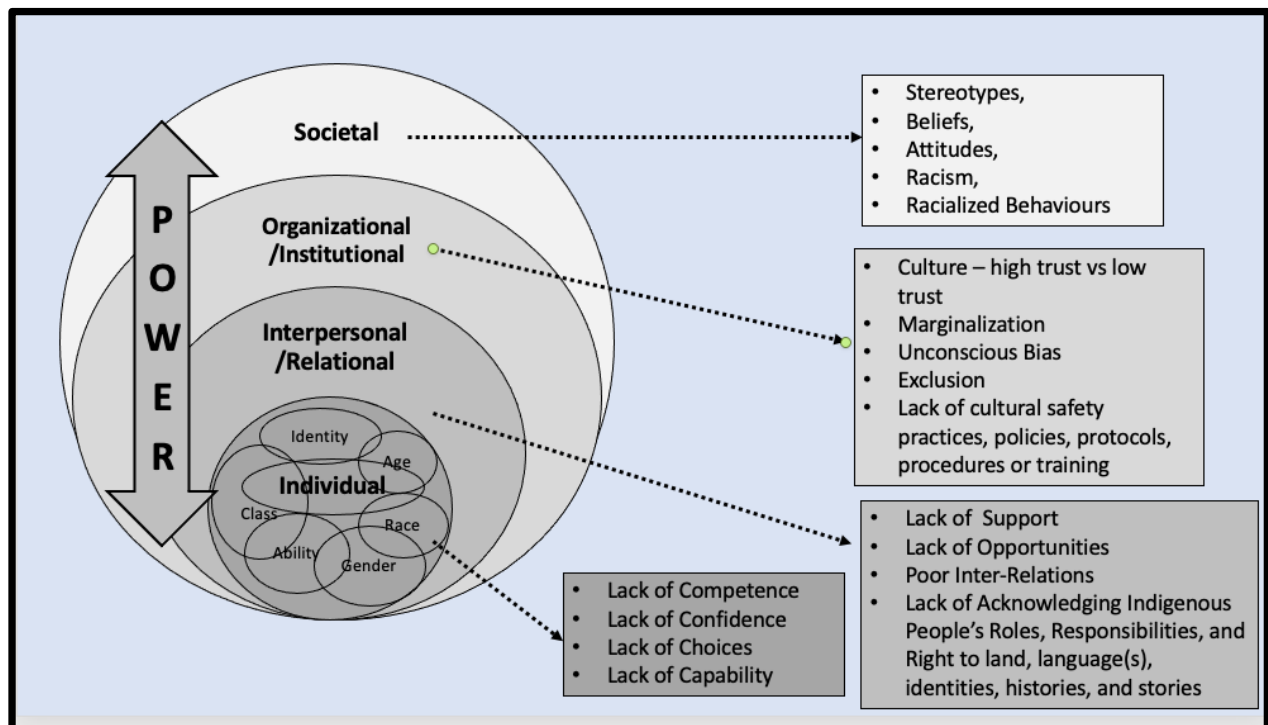 POWER
Societal
Organizational
/Institutional
Interpersonal
/Relational
Identity
Age
Individual
Class
Race
Ability
Gender
• Stereotypes,
• Beliefs,
• Attitudes,
• Racism,
• Racialized Behaviours
• Culture – high trust vs low
trust
• Marginalization
• Unconscious Bias
• Exclusion
• Lack of cultural safety
practices, policies, protocols,
procedures or training
• Lack of Support
• Lack of Opportunities
• Poor Inter-Relations
• Lack of Acknowledging Indigenous
People’s Roles, Responsibilities, and
Right to land, language(s),
identities, histories, and stories
• Lack of Competence
• Lack of Confidence
• Lack of Choices
• Lack of Capability